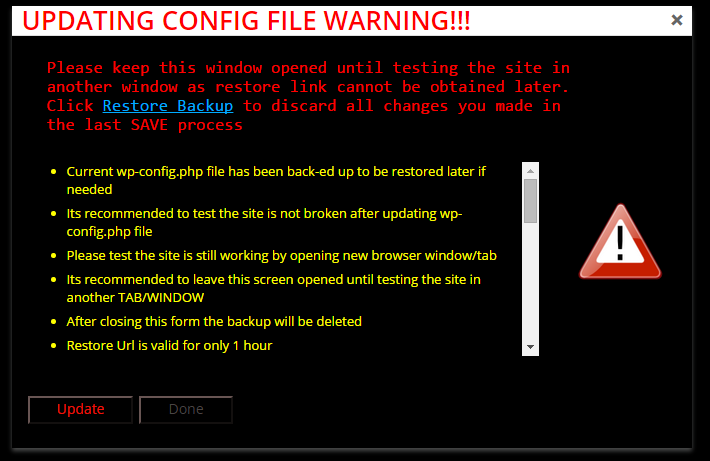 UPDATING CONFIG FILE WARNING!!!
Please keep this window opened until testing the site in
another window as restore link cannot be obtained later.
Click Restore Backup to discard all changes you made in
the last SAVE process
Current wp-config.php file has been back-ed up to be restored later if
needed
Its recommended to test the site is not broken after updating wp-
config.php file
Please test the site is still working by opening new browser window/tab
Its recommended to leave this screen opened until testing the site in
another TAB/WINDOW
After closing this form the backup will be deleted
Restore Url is valid for only 1 hour
Update
Done